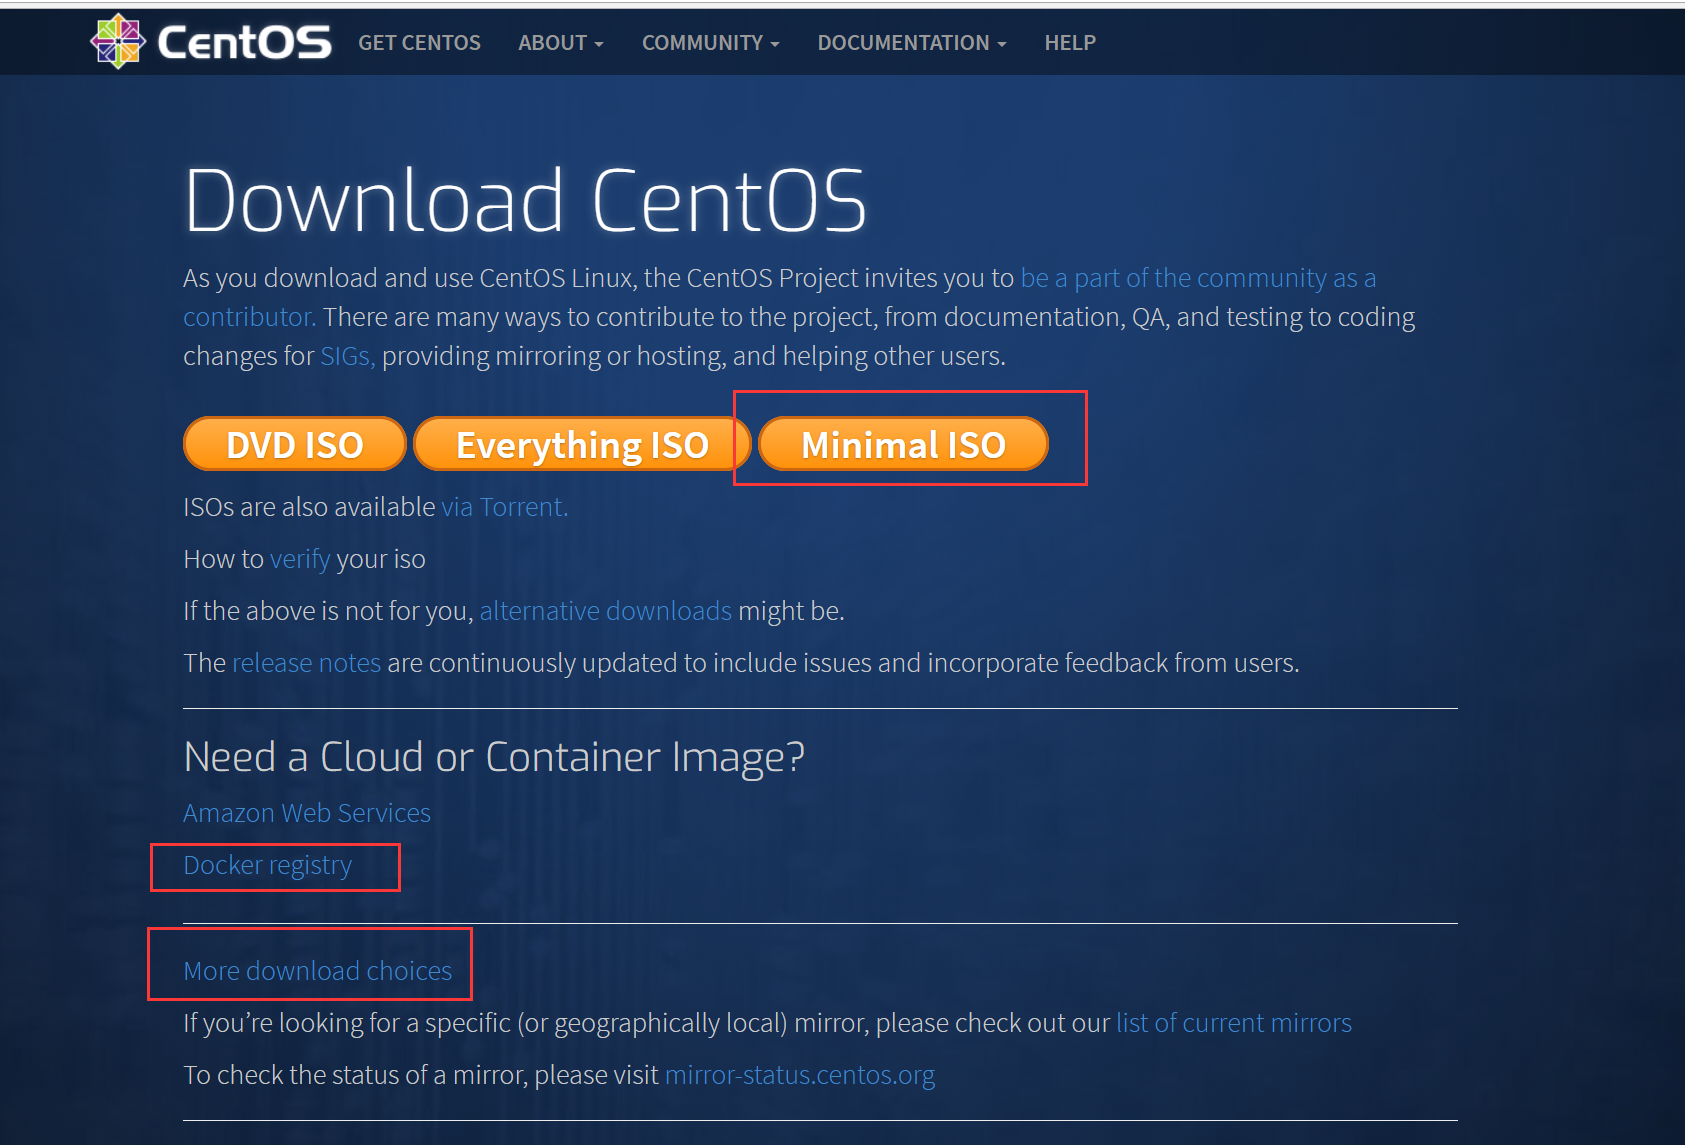 CentOS GET CENTOS ABOUT COMMUNITY DOCUMENTATION HELP
Download CentOS
As you download and use CentOS Linux, the CentOS Project invites you to be a part of the community as a
contributor. There are many ways to contribute to the project, from documentation, QA, and testing to coding
changes for SIGs, providing mirroring or hosting, and helping other users.
DVD ISO Everything ISO Minimal ISO
ISOs are also available via Torrent.
How to verify your iso
If the above is not for you, alternative downloads might be.
The release notes are continuously updated to include issues and incorporate feedback from users.
Need a Cloud or Container Image?
Amazon Web Services
Docker registry
More download choices
If you’re looking for a specific (or geographically local) mirror, please check out our list of current mirrors
To check the status of a mirror, please visit mirror-status.centos.org